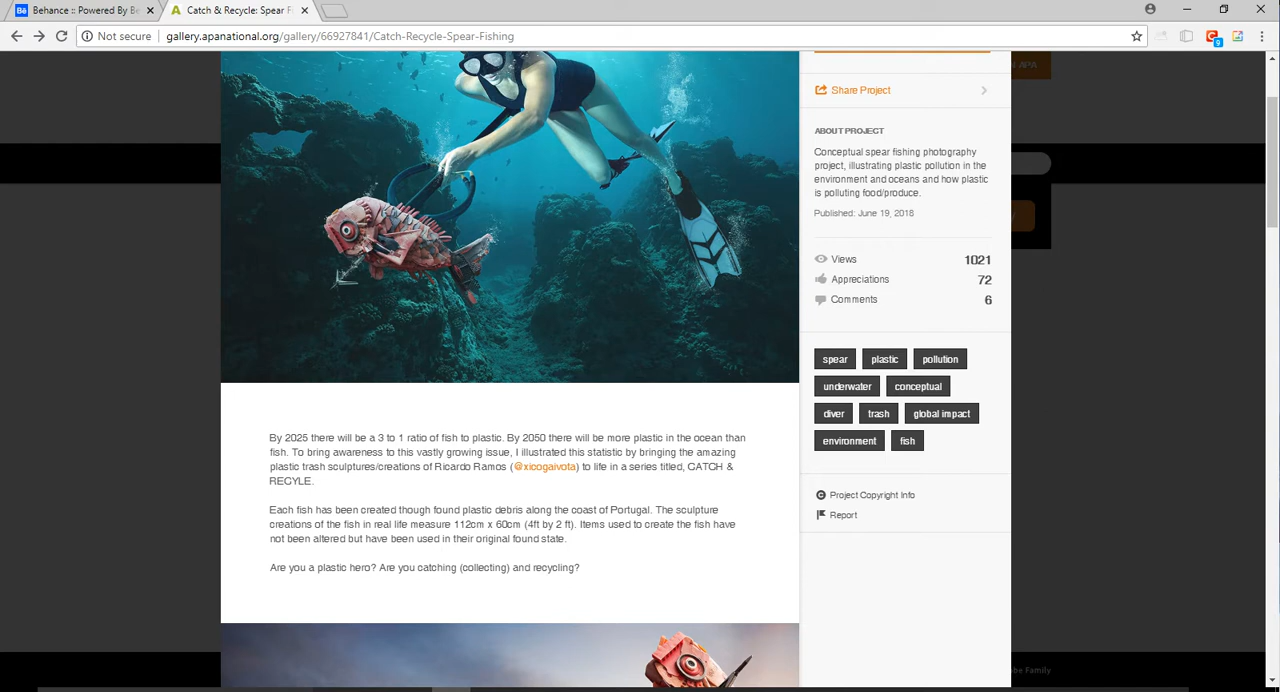 Behance :: Powered By Be
Catch & Recycle: Spear F
Not secure
gallery.apanational.org/gallery/66927841/Catch-Recycle-Spear-Fishing
9
APA
Share Project
ABOUT PROJECT
Conceptual spear fishing photography
project, illustrating plastic pollution in the
environment and oceans and how plastic
is polluting food/produce.
Published: June 19, 2018
Views 1021
Appreciations 72
Comments 6
spear plastic pollution
underwater conceptual
diver trash global impact
environment fish
Project Copyright Info
Report
By 2025 there will be a 3 to 1 ratio of fish to plastic. By 2050 there will be more plastic in the ocean than
fish. To bring awareness to this vastly growing issue, I illustrated this statistic by bringing the amazing
plastic trash sculptures/creations of Ricardo Ramos (@xicogaivota) to life in a series titled, CATCH &
RECYLE.
Each fish has been created though found plastic debris along the coast of Portugal. The sculpture
creations of the fish in real life measure 112cm x 60cm (4ft by 2 ft). Items used to create the fish have
not been altered but have been used in their original found state.
Are you a plastic hero? Are you catching (collecting) and recycling?
Family